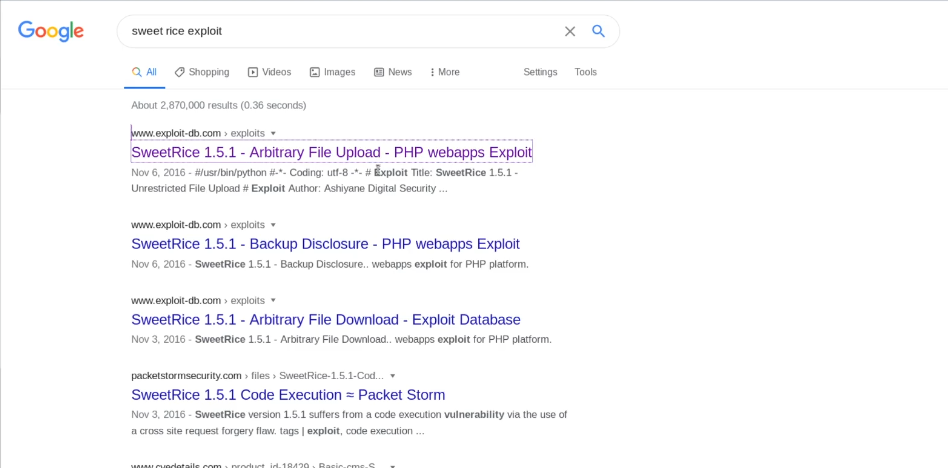 Google
sweet rice exploit
All Shopping Videos Images News More Settings Tools
About 2,870,000 results (0.36 seconds)
www.exploit-db.com › exploits
SweetRice 1.5.1 - Arbitrary File Upload - PHP webapps Exploit
Nov 6, 2016 - #/usr/bin/python #-*- Coding: utf-8 -*- # Exploit Title: SweetRice 1.5.1 -
Unrestricted File Upload # Exploit Author: Ashiyane Digital Security ...
www.exploit-db.com › exploits
SweetRice 1.5.1 - Backup Disclosure - PHP webapps Exploit
Nov 6, 2016 - SweetRice 1.5.1 - Backup Disclosure.. webapps exploit for PHP platform.
www.exploit-db.com › exploits
SweetRice 1.5.1 - Arbitrary File Download - Exploit Database
Nov 3, 2016 - SweetRice 1.5.1 - Arbitrary File Download.. webapps exploit for PHP platform.
packetstormsecurity.com › files › SweetRice-1.5.1-Cod...
SweetRice 1.5.1 Code Execution ≈ Packet Storm
Nov 3, 2016 - SweetRice version 1.5.1 suffers from a code execution vulnerability via the use of
a cross site request forgery flaw. tags | exploit, code execution ...
www.cvedetails.com › product_id-18429 › Basic-cms-S...